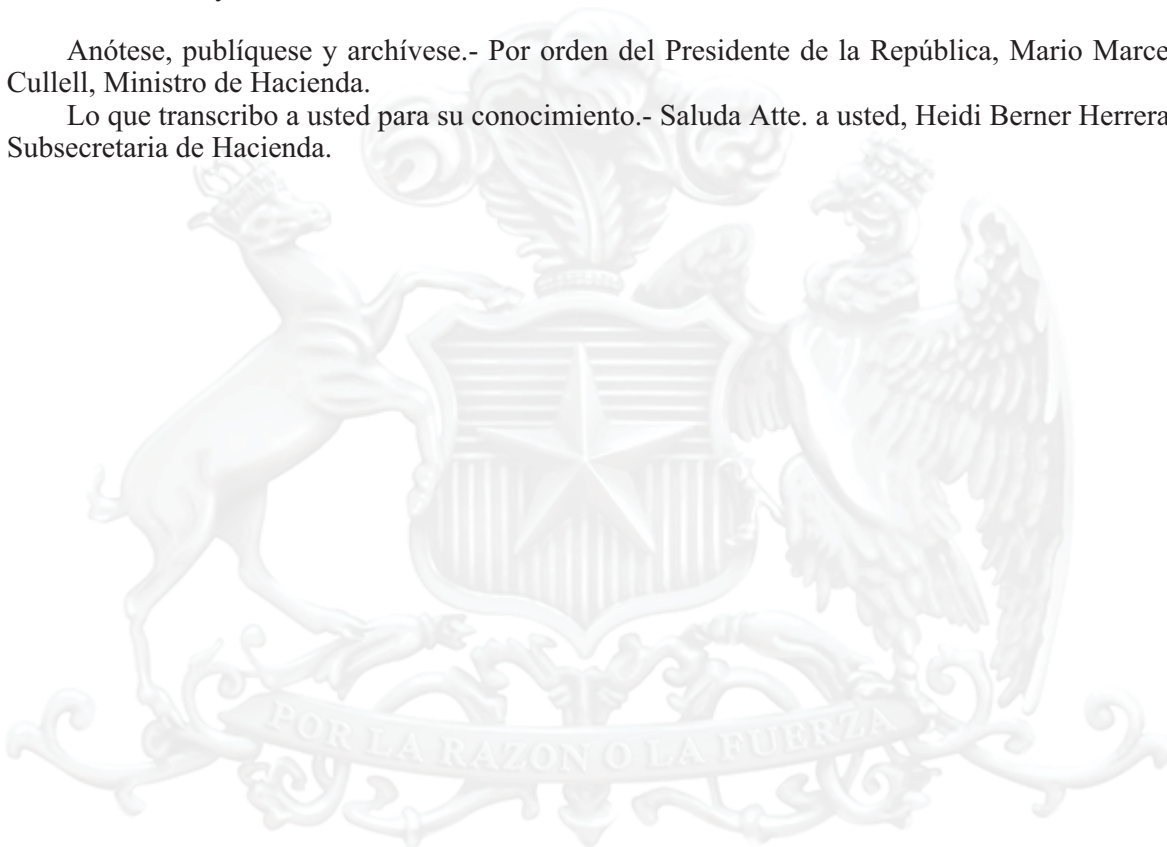 Anótese, publíquese y archívese.- Por orden del Presidente de la República, Mario Marce
Cullell, Ministro de Hacienda.
Lo que transcribo a usted para su conocimiento.- Saluda Atte. a usted, Heidi Berner Herrera
Subsecretaria de Hacienda.
POR LA RAZON O LA FUERZA